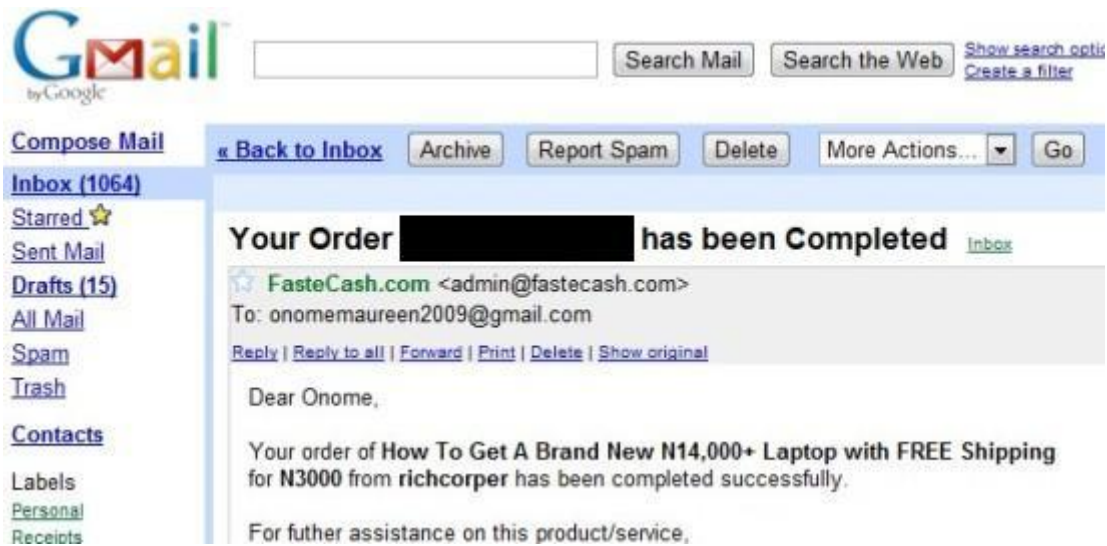 Gmail
by Google
Search Mail Search the Web Show search optio
Create a filter
Compose Mail
« Back to Inbox Archive Report Spam Delete More Actions... Go
Inbox (1064)
Starred
Sent Mail
Drafts (15)
All Mail
Spam
Trash
Contacts
Labels
Personal
Receipts
Your Order has been Completed Inbox
FasteCash.com <admin@fastecash.com>
To: onomemaureen2009@gmail.com
Reply | Reply to all | Forward | Print | Delete | Show original
Dear Onome,
Your order of How To Get A Brand New N14,000+ Laptop with FREE Shipping
for N3000 from richcorper has been completed successfully.
For futher assistance on this product/service,